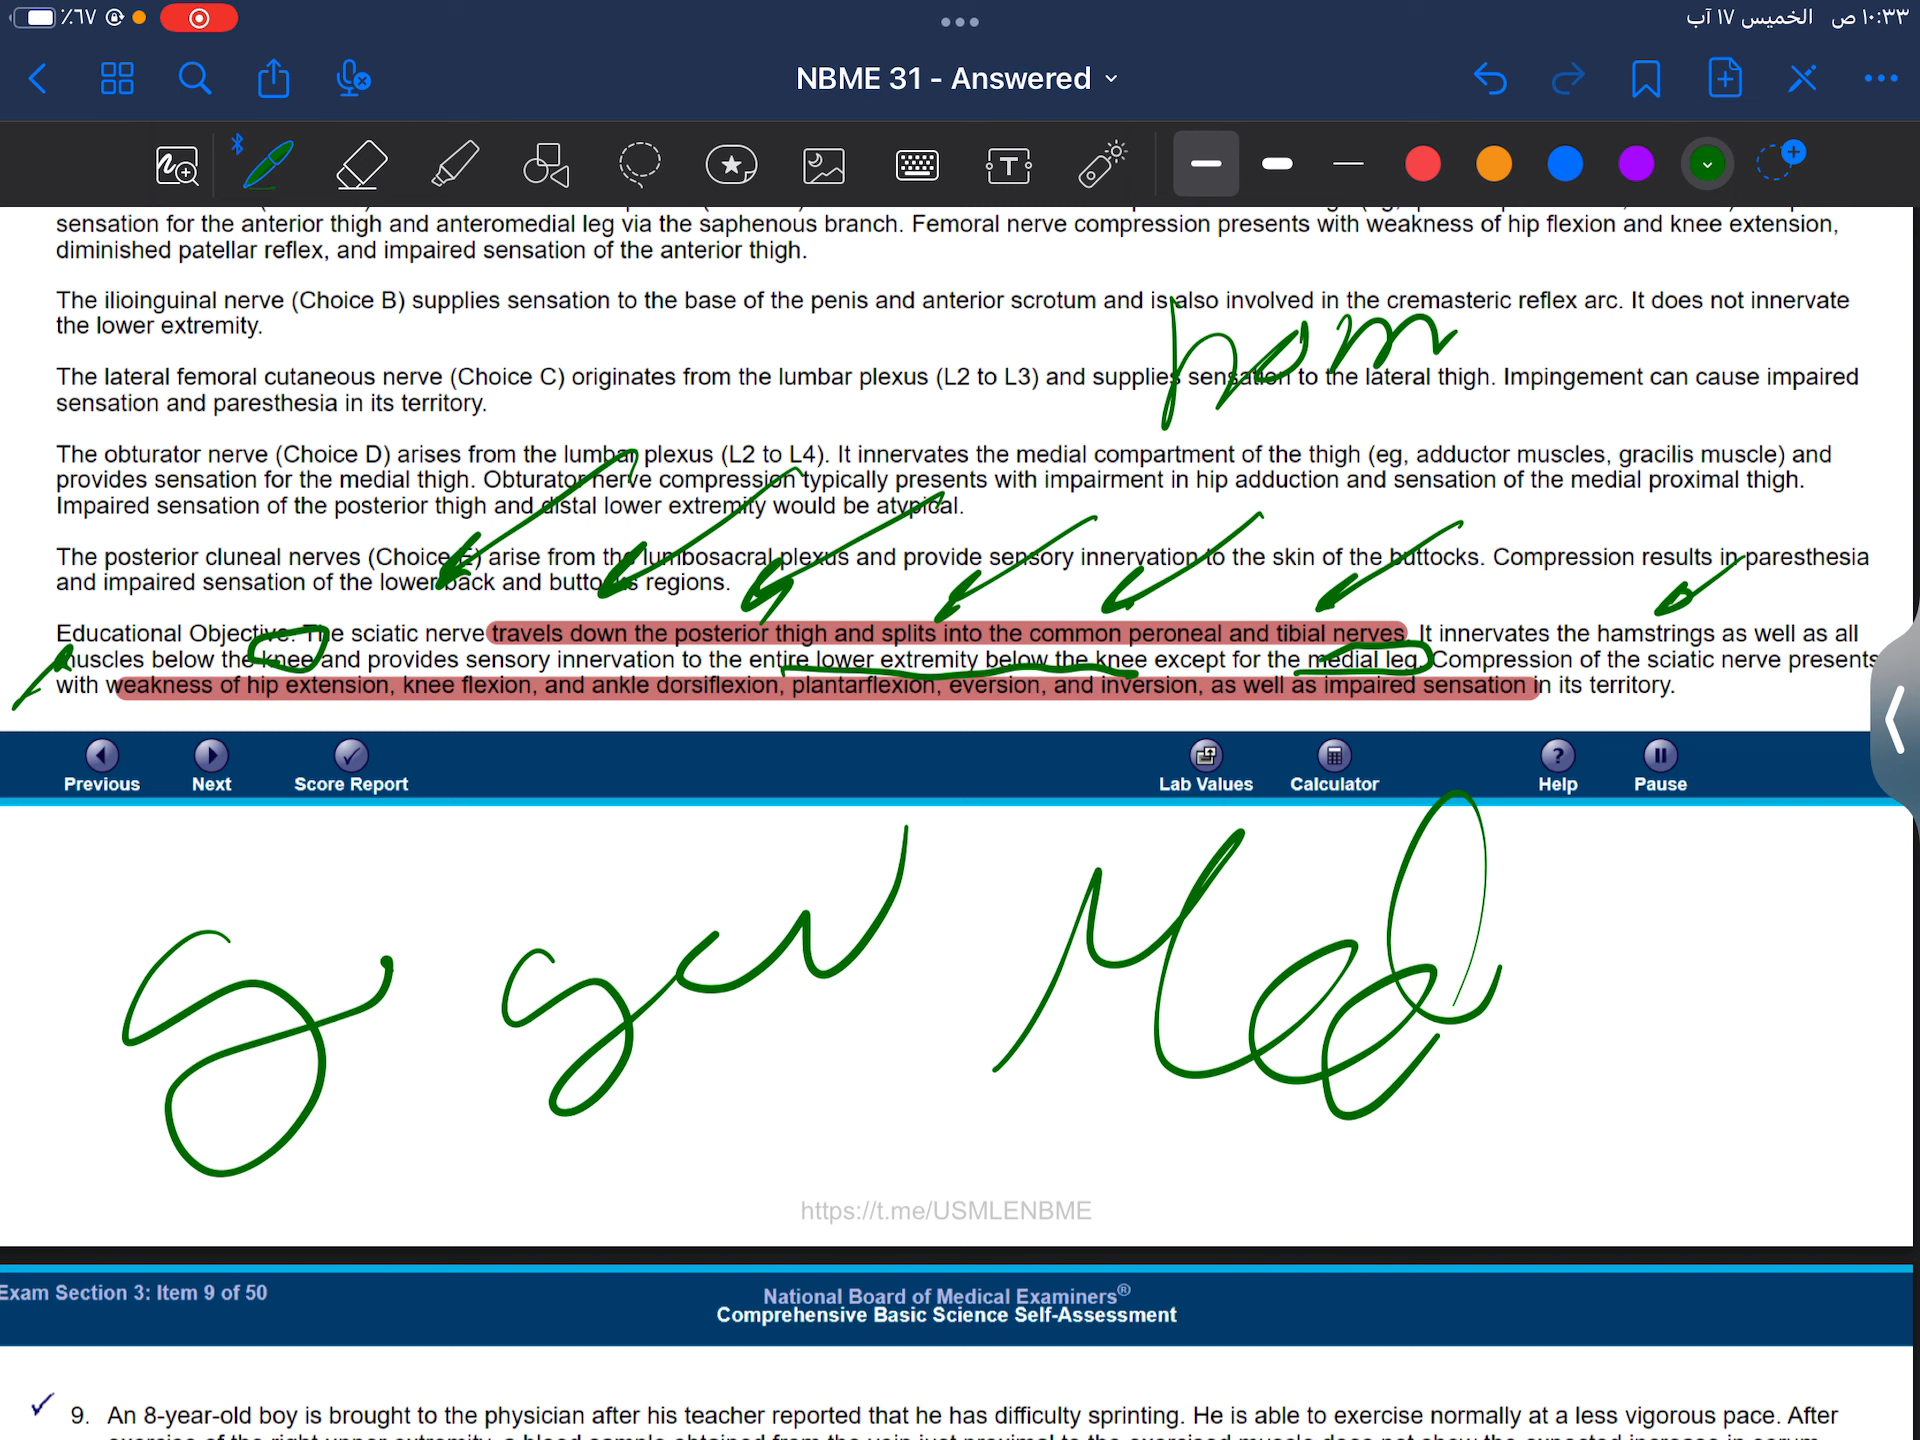 ٪٦٧
١٠:٣٣ ص الخميس ١٧ آب
NBME 31 - Answered
T
sensation for the anterior thigh and anteromedial leg via the saphenous branch. Femoral nerve compression presents with weakness of hip flexion and knee extension,
diminished patellar reflex, and impaired sensation of the anterior thigh.
The ilioinguinal nerve (Choice B) supplies sensation to the base of the penis and anterior scrotum and is also involved in the cremasteric reflex arc. It does not innervate
the lower extremity.
The lateral femoral cutaneous nerve (Choice C) originates from the lumbar plexus (L2 to L3) and supplies sensation to the lateral thigh. Impingement can cause impaired
sensation and paresthesia in its territory.
The obturator nerve (Choice D) arises from the lumbar plexus (L2 to L4). It innervates the medial compartment of the thigh (eg, adductor muscles, gracilis muscle) and
provides sensation for the medial thigh. Obturator nerve compression typically presents with impairment in hip adduction and sensation of the medial proximal thigh.
Impaired sensation of the posterior thigh and distal lower extremity would be atypical.
The posterior cluneal nerves (Choice E) arise from the lumbosacral plexus and provide sensory innervation to the skin of the buttocks. Compression results in paresthesia
and impaired sensation of the lower back and buttocks regions.
Educational Objective: The sciatic nerve travels down the posterior thigh and splits into the common peroneal and tibial nerves. It innervates the hamstrings as well as all
muscles below the knee and provides sensory innervation to the entire lower extremity below the knee except for the medial leg. Compression of the sciatic nerve presents
with weakness of hip extension, knee flexion, and ankle dorsiflexion, plantarflexion, eversion, and inversion, as well as impaired sensation in its territory.
Previous Next Score Report Lab Values Calculator Help Pause
https://t.me/USMLENBME
Exam Section 3: Item 9 of 50
National Board of Medical Examiners®
Comprehensive Basic Science Self-Assessment
9. An 8-year-old boy is brought to the physician after his teacher reported that he has difficulty sprinting. He is able to exercise normally at a less vigorous pace. After